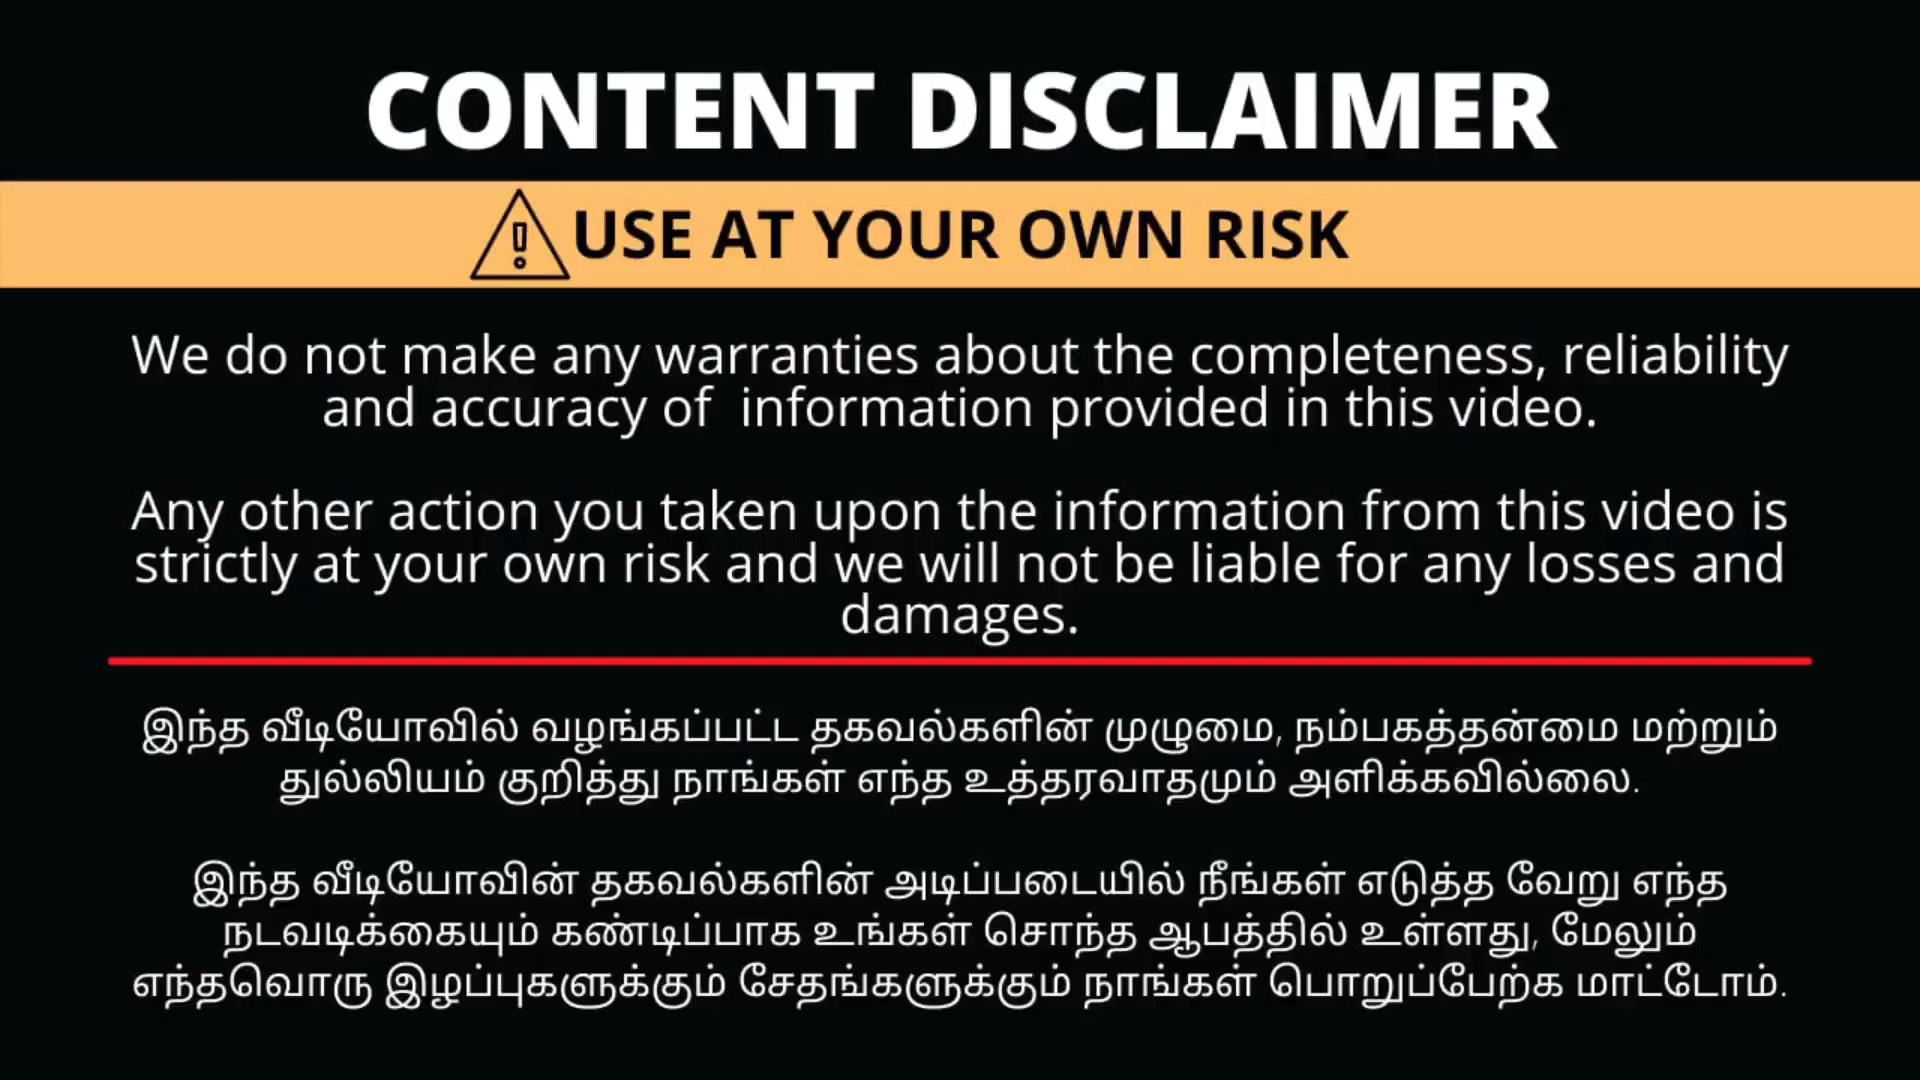 CONTENT DISCLAIMER
USE AT YOUR OWN RISK
We do not make any warranties about the completeness, reliability
and accuracy of  information provided in this video.
Any other action you taken upon the information from this video is
strictly at your own risk and we will not be liable for any losses and
damages.
இந்த வீடியோவில் வழங்கப்பட்ட தகவல்களின் முழுமை, நம்பகத்தன்மை மற்றும்
துல்லியம் குறித்து நாங்கள் எந்த உத்தரவாதமும் அளிக்கவில்லை.
இந்த வீடியோவின் தகவல்களின் அடிப்படையில் நீங்கள் எடுத்த வேறு எந்த
நடவடிக்கையும் கண்டிப்பாக உங்கள் சொந்த ஆபத்தில் உள்ளது, மேலும்
எந்தவொரு இழப்புகளுக்கும் சேதங்களுக்கும் நாங்கள் பொறுப்பேற்க மாட்டோம்.